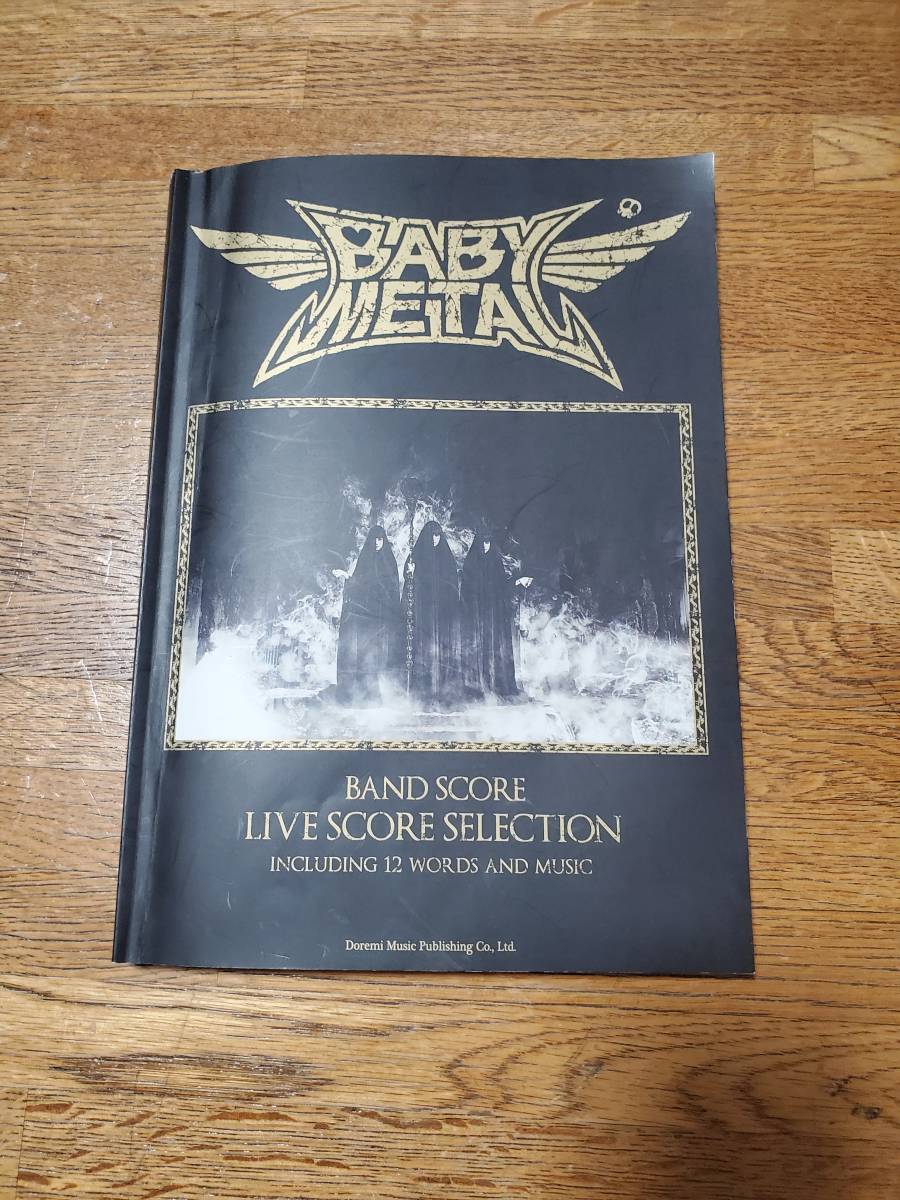 BABY
METAL
BAND SCORE
LIVE SCORE SELECTION
INCLUDING 12 WORDS AND MUSIC
Doremi Music Publishing Co., Ltd.